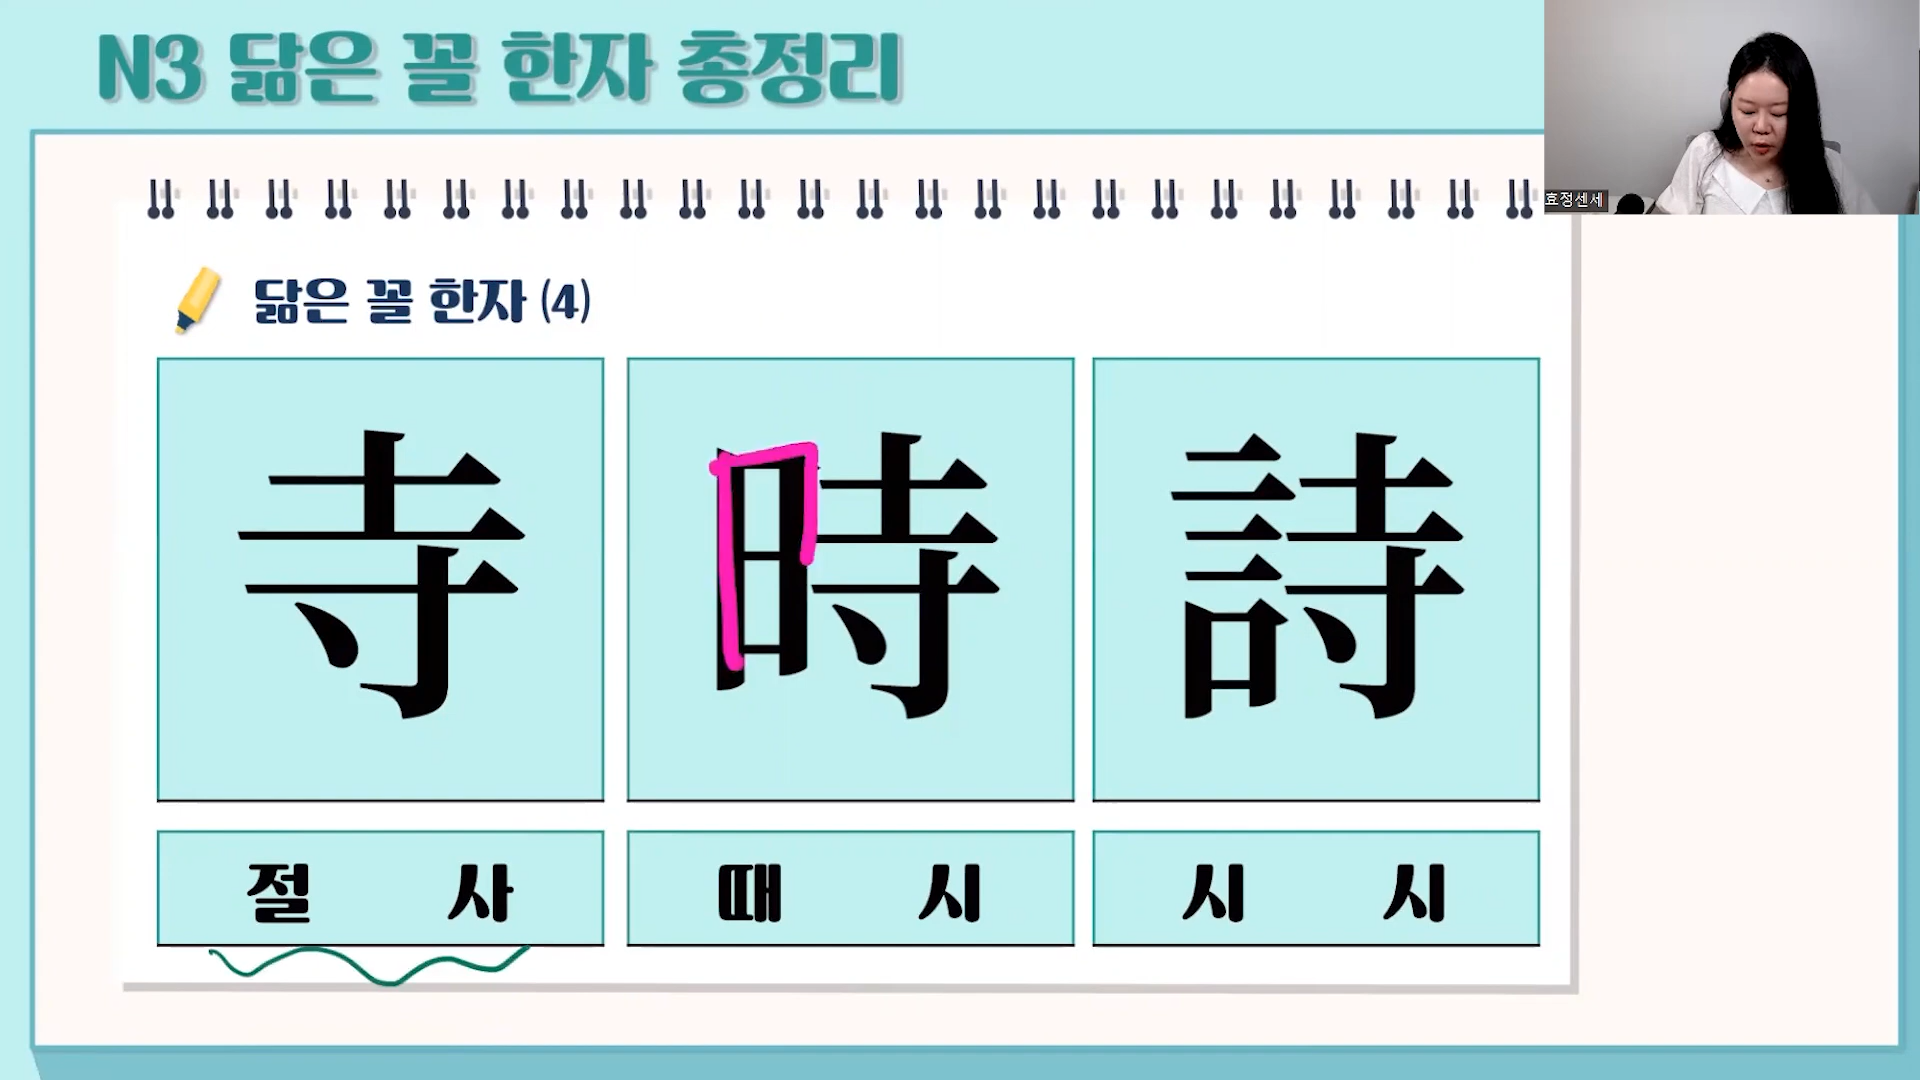 N3 닮은 꼴 한자 총정리
효정센세
닮은 꼴 한자 (4)
寺 時 詩
절 사 때 시 시 시